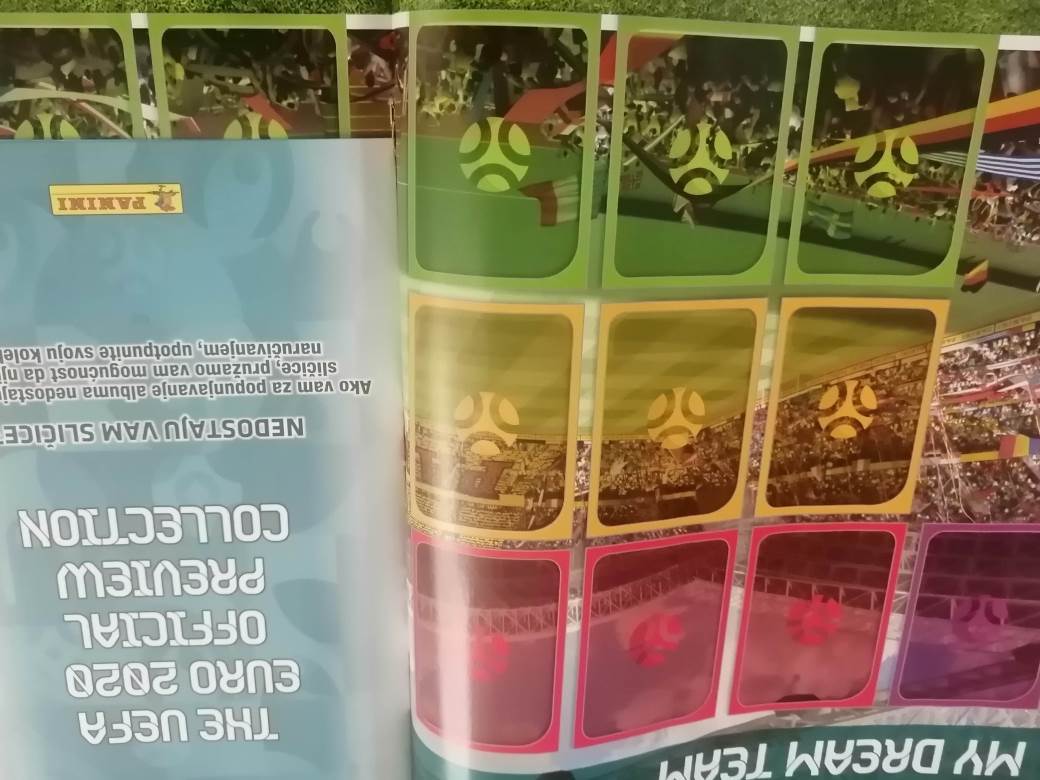 MY DREAM TEAM
THE UEFA
EURO 2020
OFFICIAL
PREVIEW
COLLECTION
NEDOSTAJU VAM SLIČICE
Ako vam za popunjavanje albuma nedostaju
sličice, pružamo vam mogućnost da
naručivanjem, upotpunite svoju
PANINI